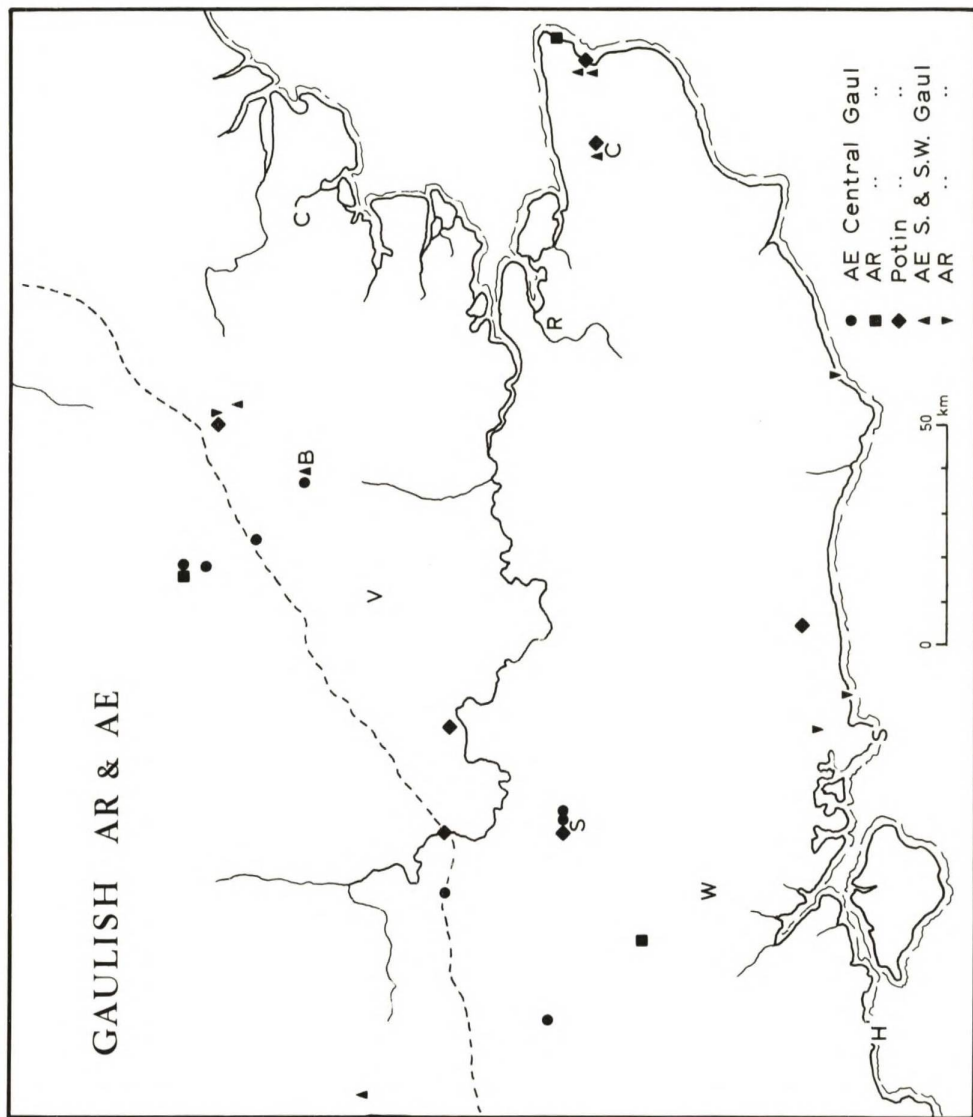 GAULISH AR & AE
C
V
B
R
C
S
W
S
H
AE Central Gaul
AR .. ..
Potin .. ..
AE S. & S.W. Gaul
AR .. ..
0 50
km